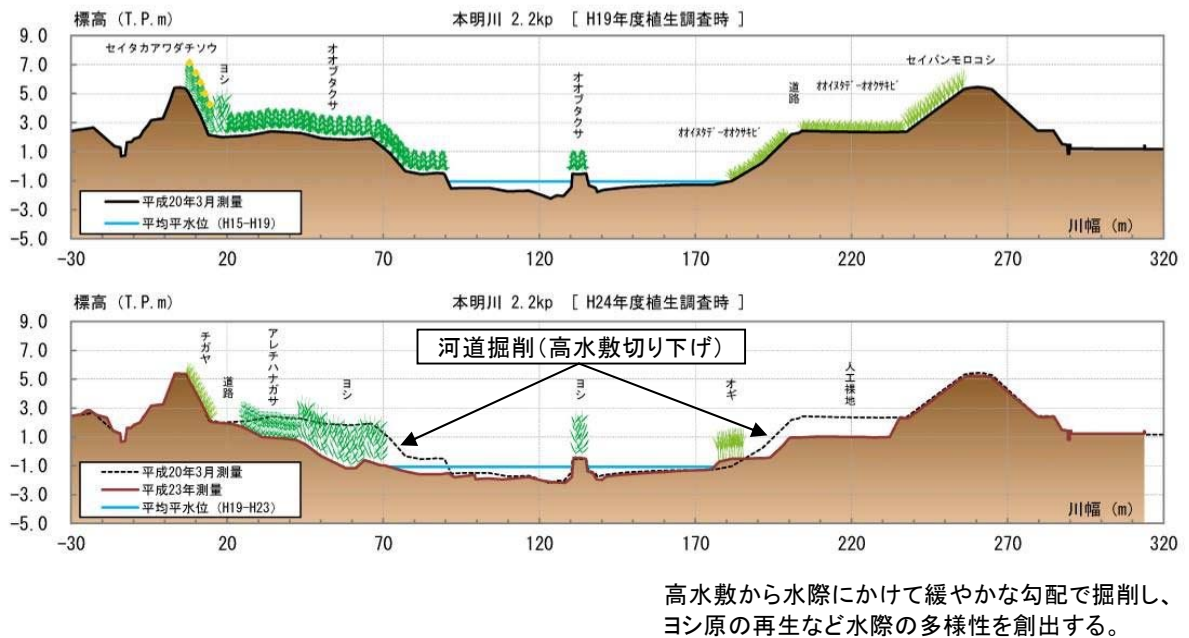 標高 (T.P.m)
本明川 2.2kp [ H19年度植生調査時 ]
9.0
7.0
5.0
3.0
1.0
-1.0
-3.0
-5.0
セイタカアワダチソウ
ヨシ
オオブタクサ
オオブタクサ
オオイヌタデ-オオクサキビ
道路
オオイヌタデ-オオクサキビ
セイバンモロコシ
平成20年3月測量
平均平水位 (H15-H19)
川幅 (m)
-30 20 70 120 170 220 270 320
標高 (T.P.m)
本明川 2.2kp [ H24年度植生調査時 ]
9.0
7.0
5.0
3.0
1.0
-1.0
-3.0
-5.0
チガヤ
道路
アレチハナガサ
ヨシ
河道掘削(高水敷切り下げ)
ヨシ
オギ
人工裸地
平成20年3月測量
平成23年測量
平均平水位 (H19-H23)
川幅 (m)
-30 20 70 120 170 220 270 320
高水敷から水際にかけて緩やかな勾配で掘削し、
ヨシ原の再生など水際の多様性を創出する。